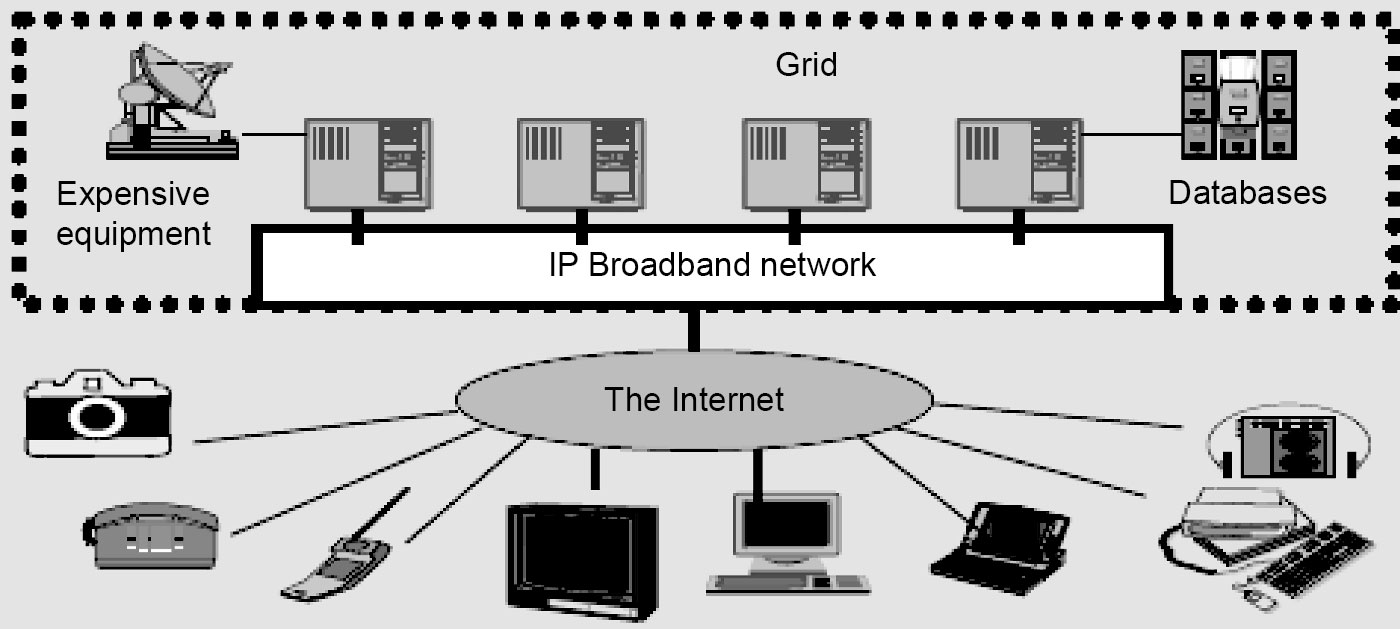 Grid
Expensive
equipment
Databases
IP Broadband network
The Internet